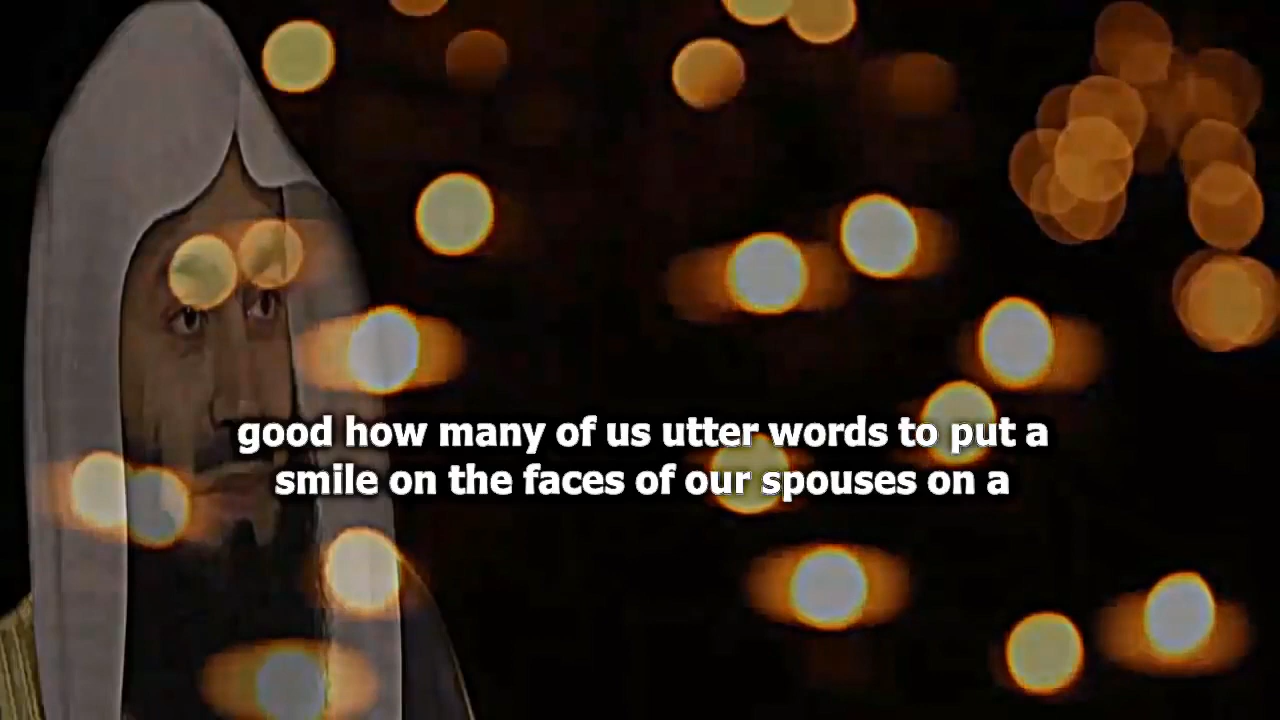 good how many of us utter words to put a
smile on the faces of our spouses on a